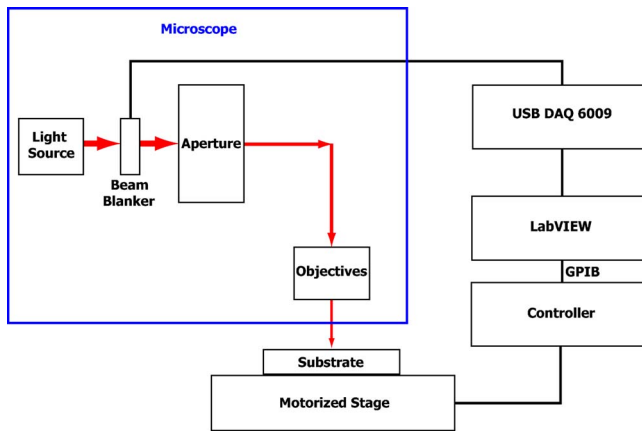 Microscope
Light
Source
Beam
Blanker
Aperture
Objectives
Substrate
Motorized Stage
USB DAQ 6009
LabVIEW
GPIB
Controller